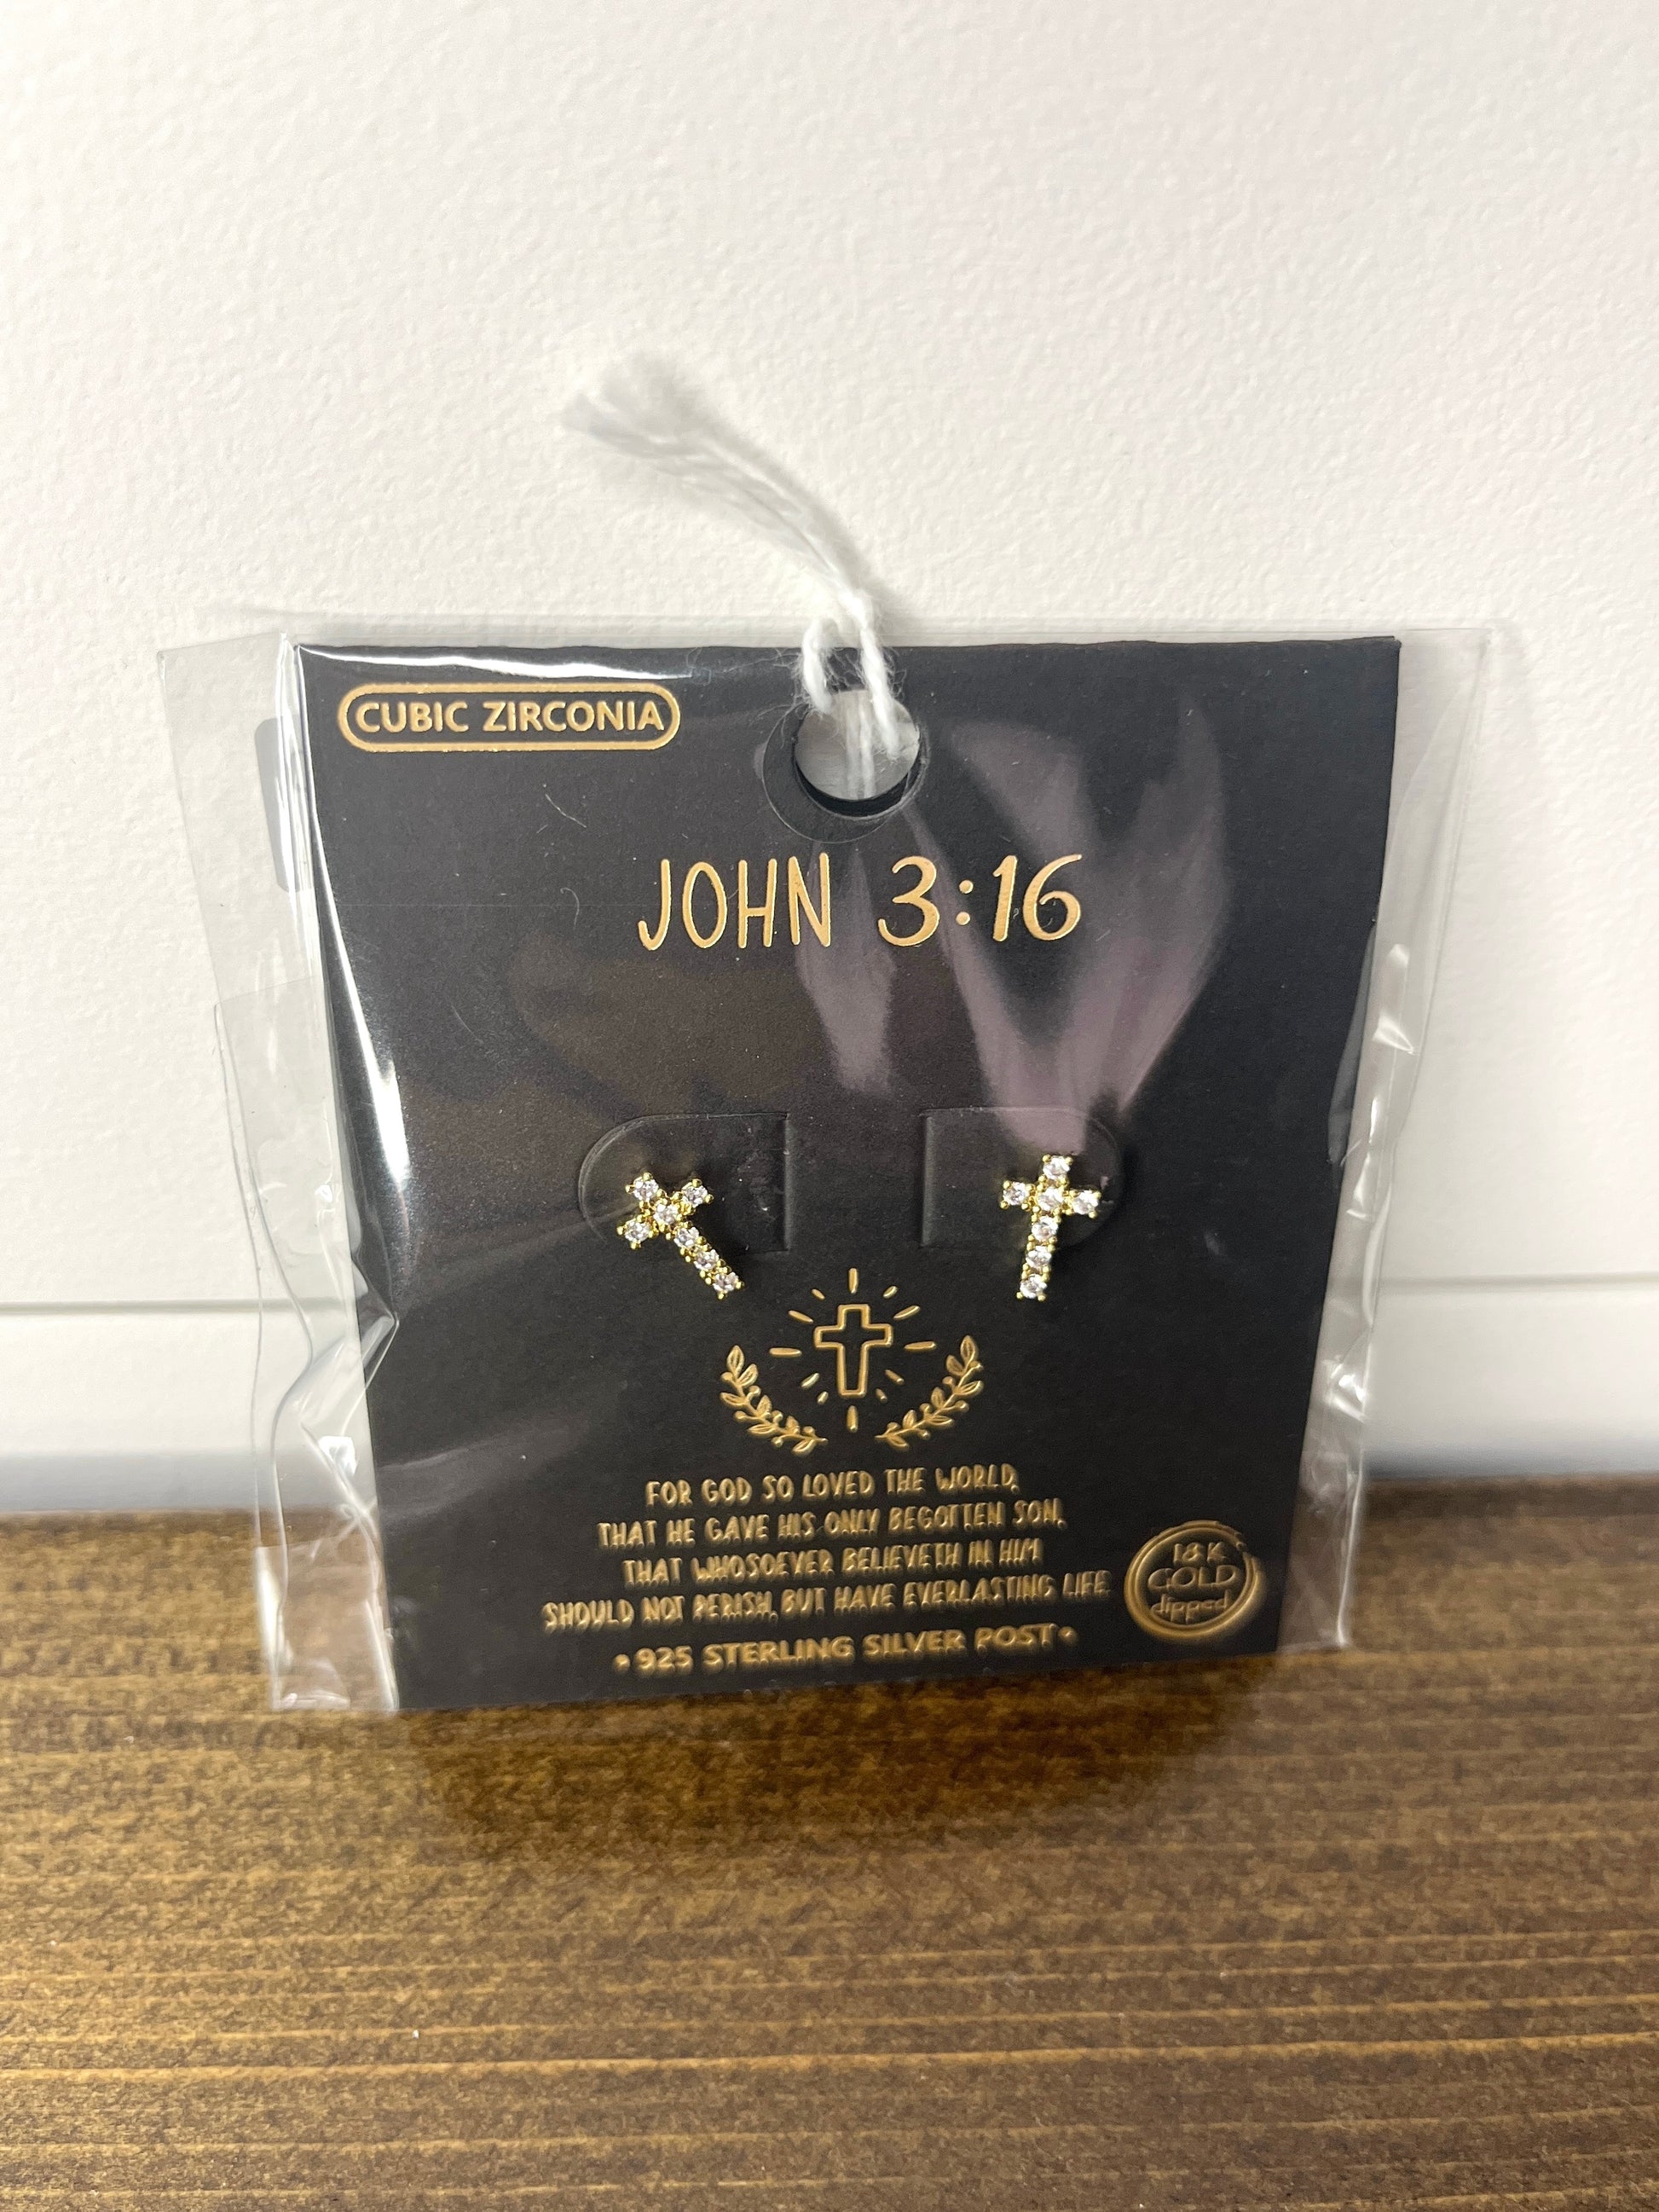 CUBIC ZIRCONIA
JOHN 3:16
FOR GOD SO LOVED THE WORLD,
THAT HE GAVE HIS ONLY BEGOTTEN SON,
THAT WHOSOEVER BELIEVETH IN HIM
SHOULD NOT PERISH, BUT HAVE EVERLASTING LIFE.
18K
GOLD
dipped
• 925 STERLING SILVER POST •